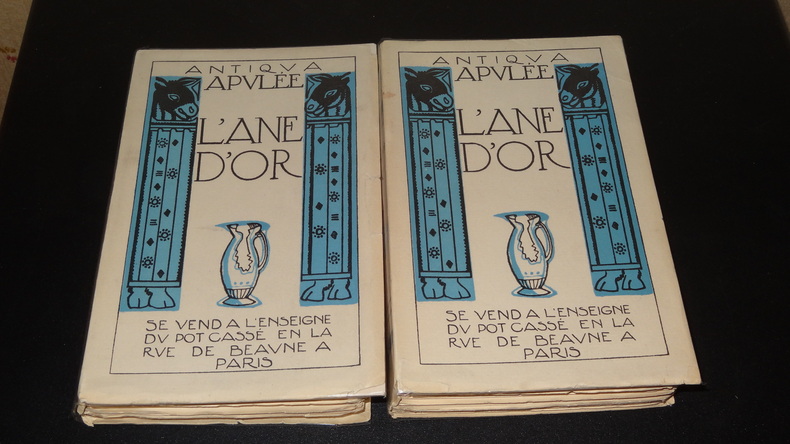 ANTIQVA
APVLÉE
L'ANE
D'OR
SE VEND A L'ENSEIGNE
DV POT CASSÉ EN LA
RVE DE BEAVNE A
PARIS
ANTIQVA
APVLÉE
L'ANE
D'OR
SE VEND A L'ENSEIGNE
DV POT CASSÉ EN LA
RVE DE BEAVNE A
PARIS